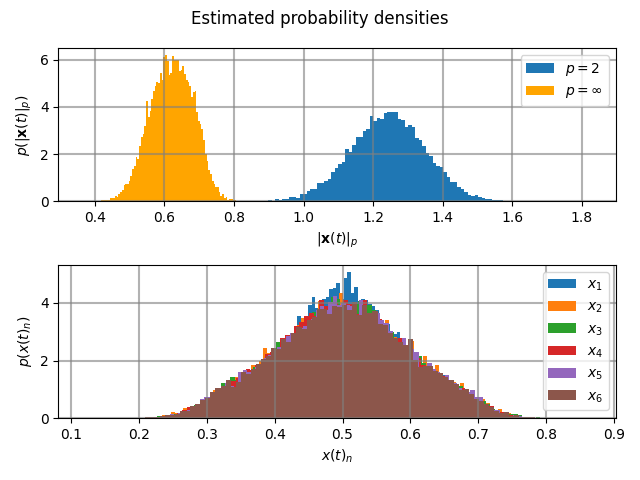 Estimated probability densities
6
4
2
0
0.4 0.6 0.8 1.0 1.2 1.4 1.6 1.8
p(|𝐱(t)|ₚ)
|𝐱(t)|ₚ
p = 2
p = ∞
4
2
0
0.1 0.2 0.3 0.4 0.5 0.6 0.7 0.8 0.9
p(x(t)ₙ)
x(t)ₙ
x₁
x₂
x₃
x₄
x₅
x₆